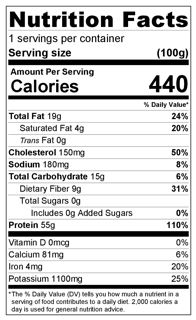 Nutrition Facts
1 servings per container
Serving size (100g)
Amount Per Serving
Calories 440
% Daily Value*
Total Fat 19g 24%
Saturated Fat 4g 20%
Trans Fat 0g
Cholesterol 150mg 50%
Sodium 180mg 8%
Total Carbohydrate 15g 6%
Dietary Fiber 9g 31%
Total Sugars 0g
Includes 0g Added Sugars 0%
Protein 55g 110%
Vitamin D 0mcg 0%
Calcium 81mg 6%
Iron 4mg 20%
Potassium 1100mg 25%
*The % Daily Value (DV) tells you how much a nutrient in a
serving of food contributes to a daily diet. 2,000 calories a
day is used for general nutrition advice.